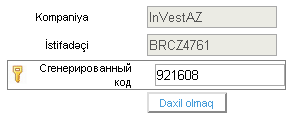 Kompaniya InVestAZ
İstifadəçi BRCZ4761
Сгенерированный код 921608
Daxil olmaq